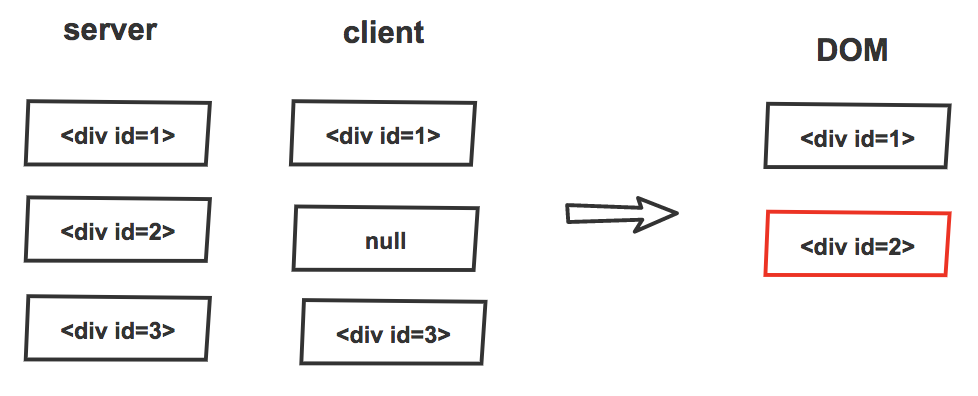 server
client
DOM
<div id=1>
<div id=1>
<div id=1>
<div id=2>
null
<div id=2>
<div id=3>
<div id=3>